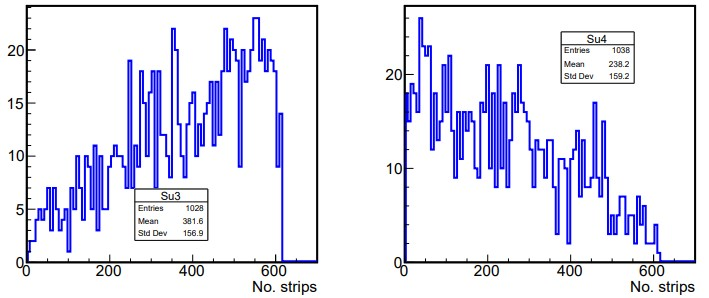 20
15
10
5
0
0 200 400 600
No. strips
Su3
Entries 1028
Mean 381.6
Std Dev 156.9
20
10
0
0 200 400 600
No. strips
Su4
Entries 1038
Mean 238.2
Std Dev 159.2